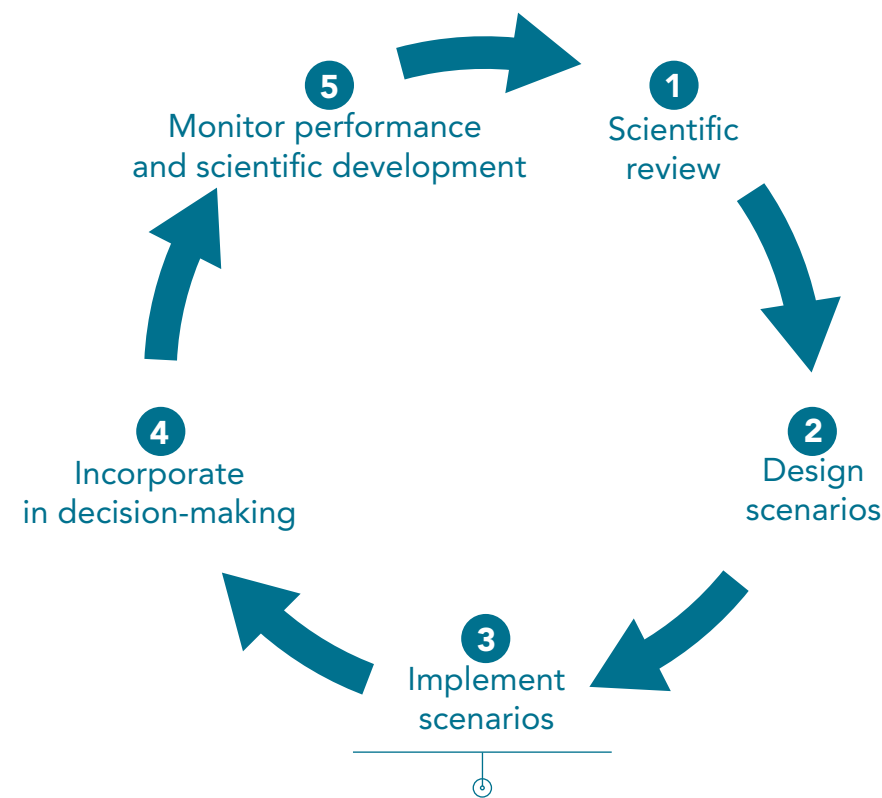 1
Scientific
review
2
Design
scenarios
3
Implement
scenarios
4
Incorporate
in decision-making
5
Monitor performance
and scientific development